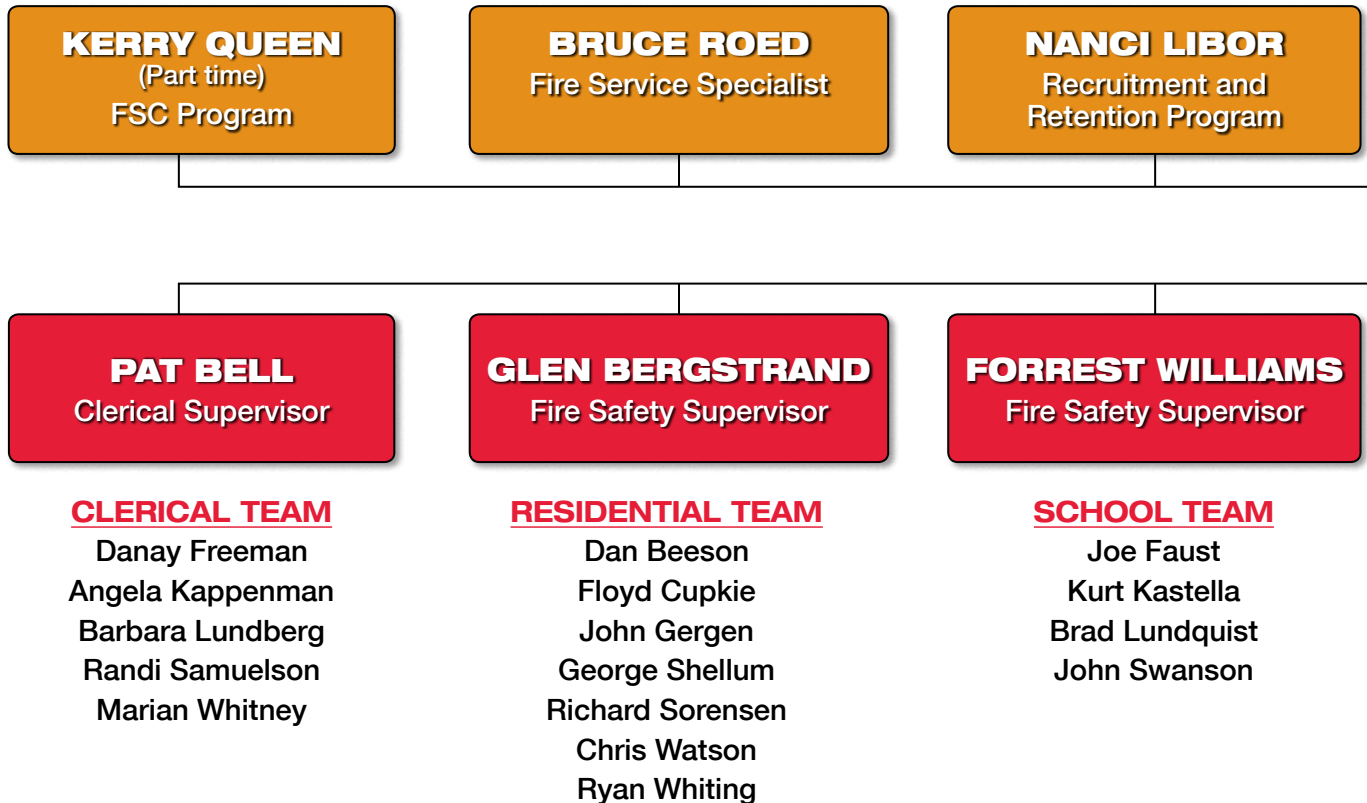 KERRY QUEEN
(Part time)
FSC Program
BRUCE ROED
Fire Service Specialist
NANCI LIBOR
Recruitment and
Retention Program
PAT BELL
Clerical Supervisor
GLEN BERGSTRAND
Fire Safety Supervisor
FORREST WILLIAMS
Fire Safety Supervisor
CLERICAL TEAM
Danay Freeman
Angela Kappenman
Barbara Lundberg
Randi Samuelson
Marian Whitney
RESIDENTIAL TEAM
Dan Beeson
Floyd Cupkie
John Gergen
George Shellum
Richard Sorensen
Chris Watson
Ryan Whiting
SCHOOL TEAM
Joe Faust
Kurt Kastella
Brad Lundquist
John Swanson